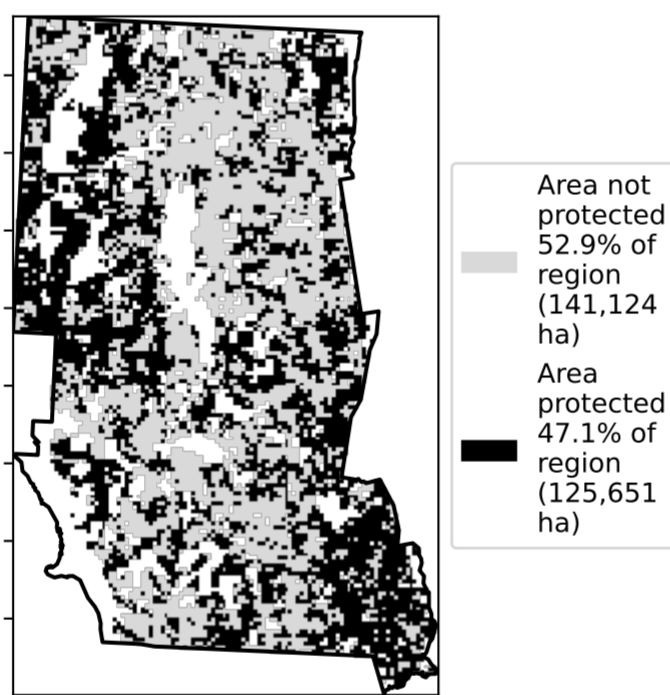 Area not
protected
52.9% of
region
(141,124
ha)
Area
protected
47.1% of
region
(125,651
ha)